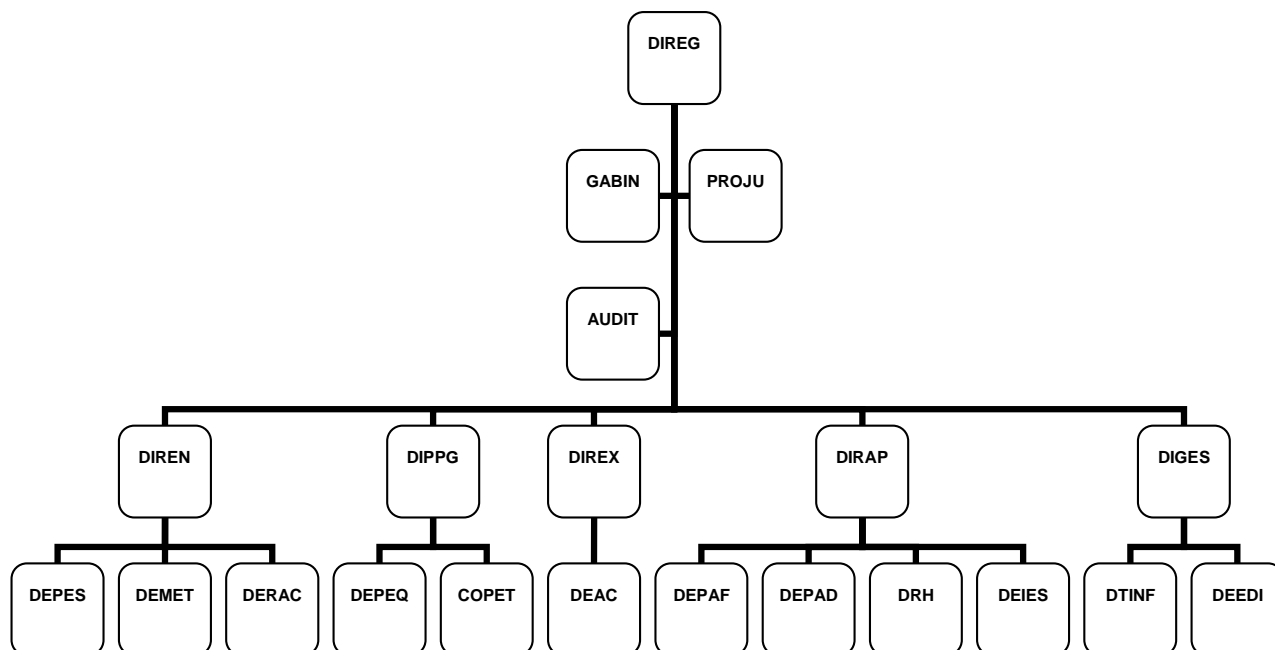 DIREG
GABIN PROJU
AUDIT
DIREN DIPPG DIREX DIRAP DIGES
DEPES DEMET DERAC DEPEQ COPET DEAC DEPAF DEPAD DRH DEIES DTINF DEEDI